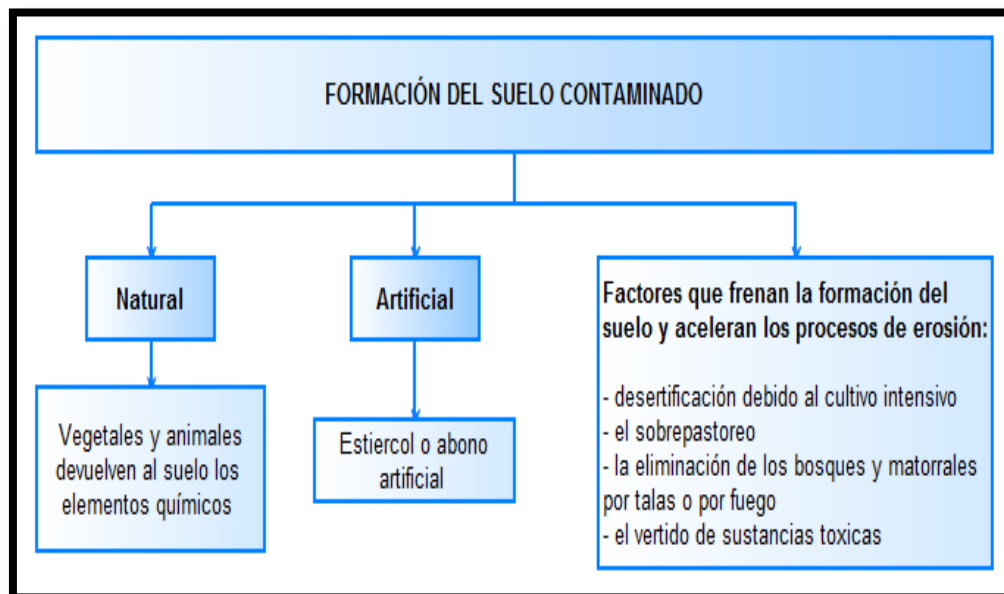 FORMACIÓN DEL SUELO CONTAMINADO
Natural
Vegetales y animales
devuelven al suelo los
elementos químicos
Artificial
Estiercol o abono
artificial
Factores que frenan la formación del
suelo y aceleran los procesos de erosión:
- desertificación debido al cultivo intensivo
- el sobrepastoreo
- la eliminación de los bosques y matorrales
por talas o por fuego
- el vertido de sustancias toxicas